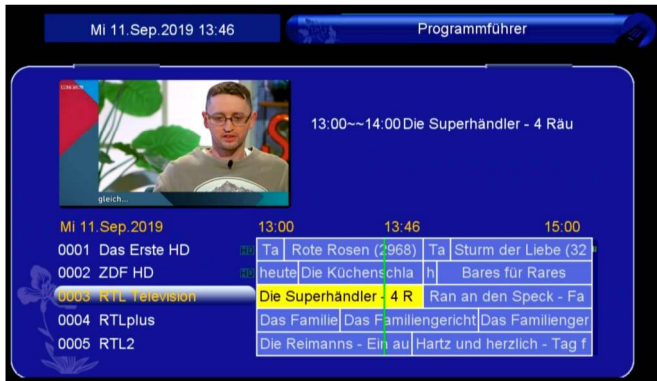 Mi 11.Sep.2019 13:46
Programmführer
13:00~~14:00 Die Superhändler - 4 Räu
gleich...
Mi 11.Sep.2019 13:00 13:46 15:00
0001 Das Erste HD HD Ta Rote Rosen (2968) Ta Sturm der Liebe (32
0002 ZDF HD HD heute Die Küchenschla h Bares für Rares
0003 RTL Television Die Superhändler - 4 R Ran an den Speck - Fa
0004 RTLplus Das Familie Das Familiengericht Das Familienger
0005 RTL2 Die Reimanns - Ein au Hartz und herzlich - Tag f